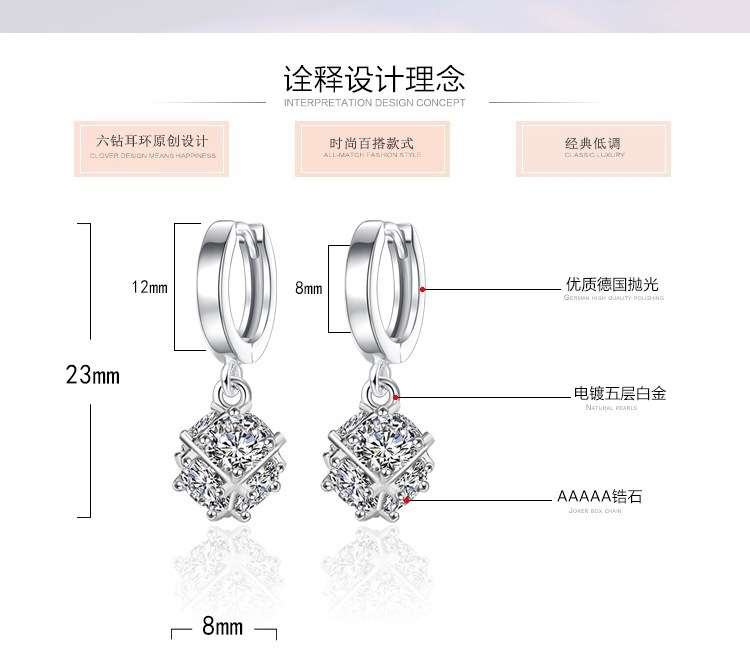 诠释设计理念
INTERPRETATION DESIGN CONCEPT
六钻耳环原创设计
CLOVER DESIGN MEANS HAPPINESS
时尚百搭款式
ALL-MATCH FASHION STYLE
经典低调
CLASSIC LUXURY
12mm
8mm
优质德国抛光
GERMAN HIGH QUALITY POLISHING
23mm
电镀五层白金
NATURAL PEARLS
AAAAA锆石
JOKER BOX CHAIN
8mm